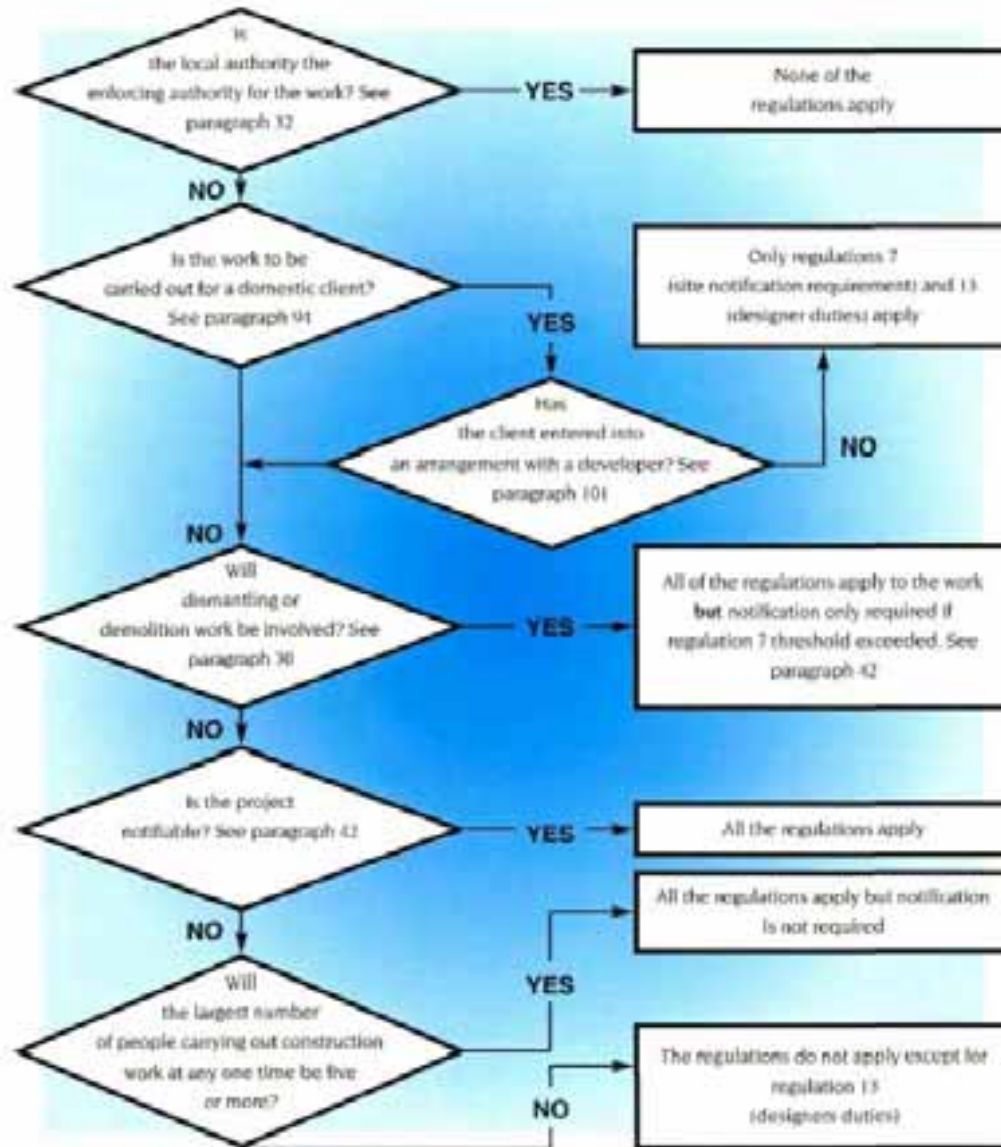 Is
the local authority the
enforcing authority for the work? See
paragraph 32
YES
None of the
regulations apply
NO
Is the work to be
carried out for a domestic client?
See paragraph 94
YES
Only regulations 7
(site notification requirement) and 13
(designer duties) apply
Has
the client entered into
an arrangement with a developer? See
paragraph 101
NO
NO
Will
dismantling or
demolition work be involved? See
paragraph
YES
All of the regulations apply to the work
but notification only required if
regulation 7 threshold exceeded. See
paragraph 42
NO
Is the project
notifiable? See paragraph 42
YES
All the regulations apply
All the regulations apply but notification
is not required
NO
YES
Will
the largest number
of people carrying out construction
work at any one time be five
or more?
NO
The regulations do not apply except for
regulation 13
(designers duties)